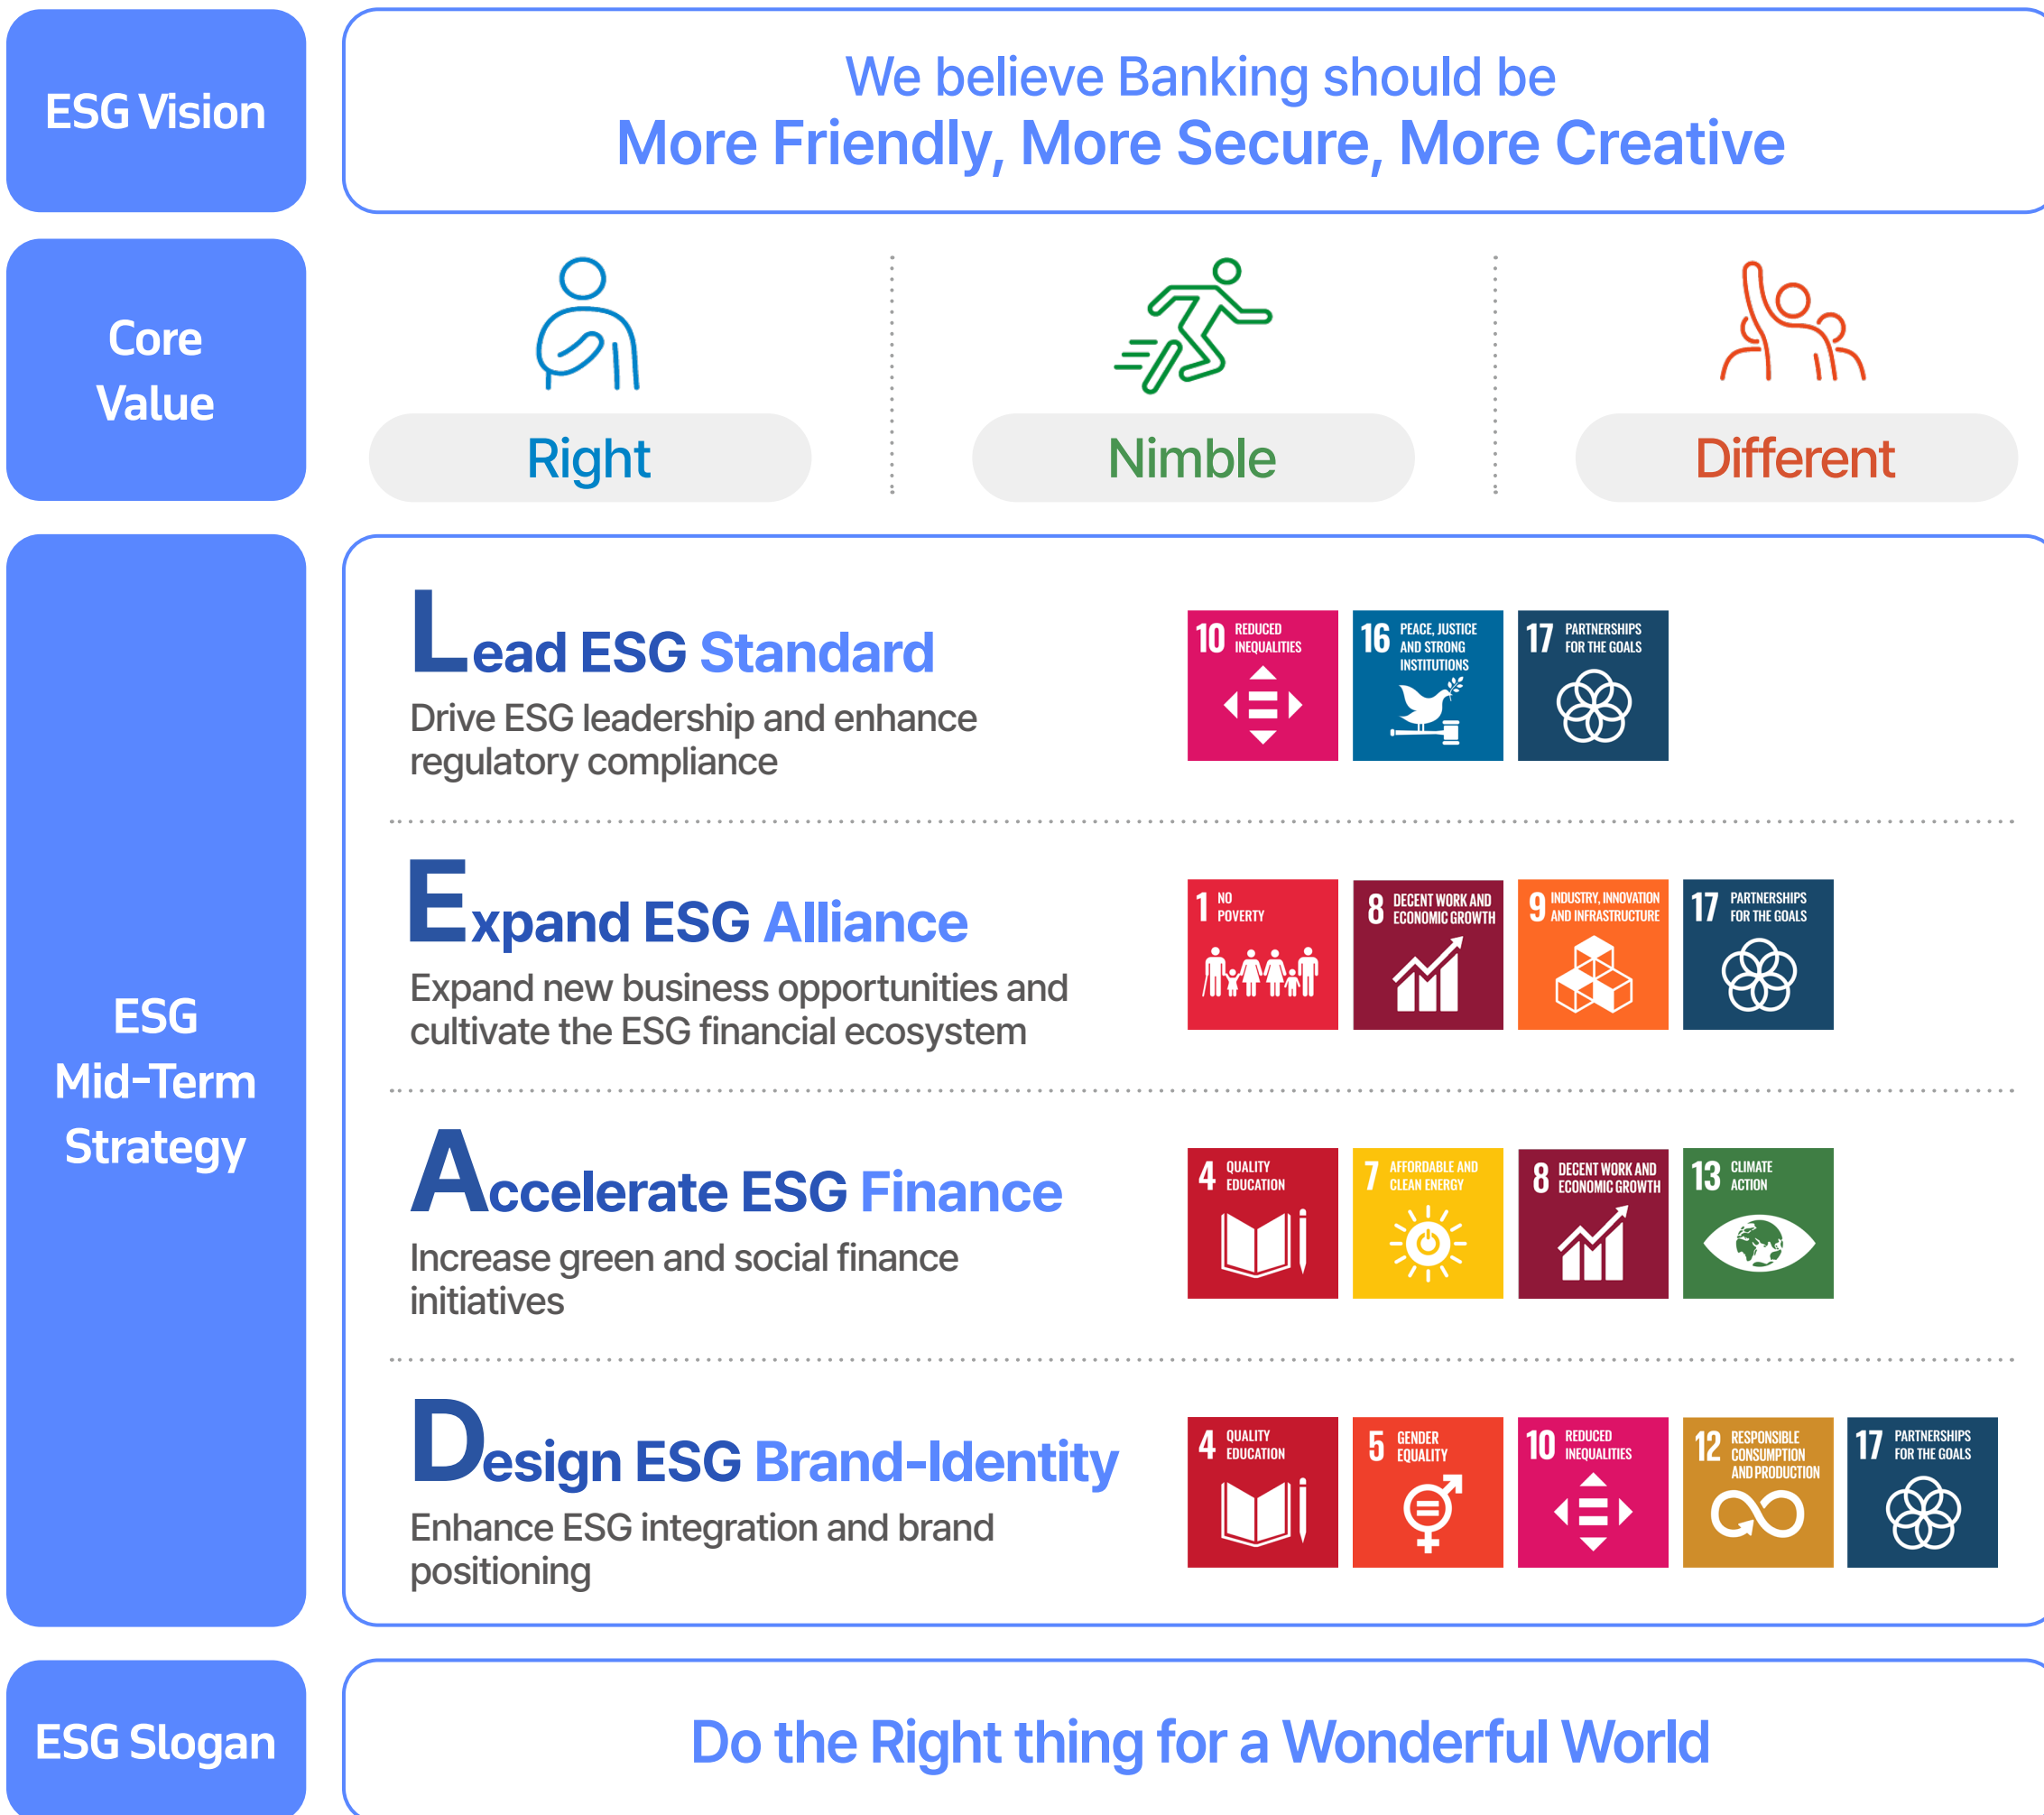 ESG Vision
We believe Banking should be
More Friendly, More Secure, More Creative
Core
Value
Right
Nimble
Different
ESG
Mid-Term
Strategy
Lead ESG Standard
Drive ESG leadership and enhance
regulatory compliance
10 REDUCED
INEQUALITIES
16 PEACE, JUSTICE
AND STRONG
INSTITUTIONS
17 PARTNERSHIPS
FOR THE GOALS
Expand ESG Alliance
Expand new business opportunities and
cultivate the ESG financial ecosystem
1 NO
POVERTY
8 DECENT WORK AND
ECONOMIC GROWTH
9 INDUSTRY, INNOVATION
AND INFRASTRUCTURE
17 PARTNERSHIPS
FOR THE GOALS
Accelerate ESG Finance
Increase green and social finance
initiatives
4 QUALITY
EDUCATION
7 AFFORDABLE AND
CLEAN ENERGY
8 DECENT WORK AND
ECONOMIC GROWTH
13 CLIMATE
ACTION
Design ESG Brand-Identity
Enhance ESG integration and brand
positioning
4 QUALITY
EDUCATION
5 GENDER
EQUALITY
10 REDUCED
INEQUALITIES
12 RESPONSIBLE
CONSUMPTION
AND PRODUCTION
17 PARTNERSHIPS
FOR THE GOALS
ESG Slogan
Do the Right thing for a Wonderful World